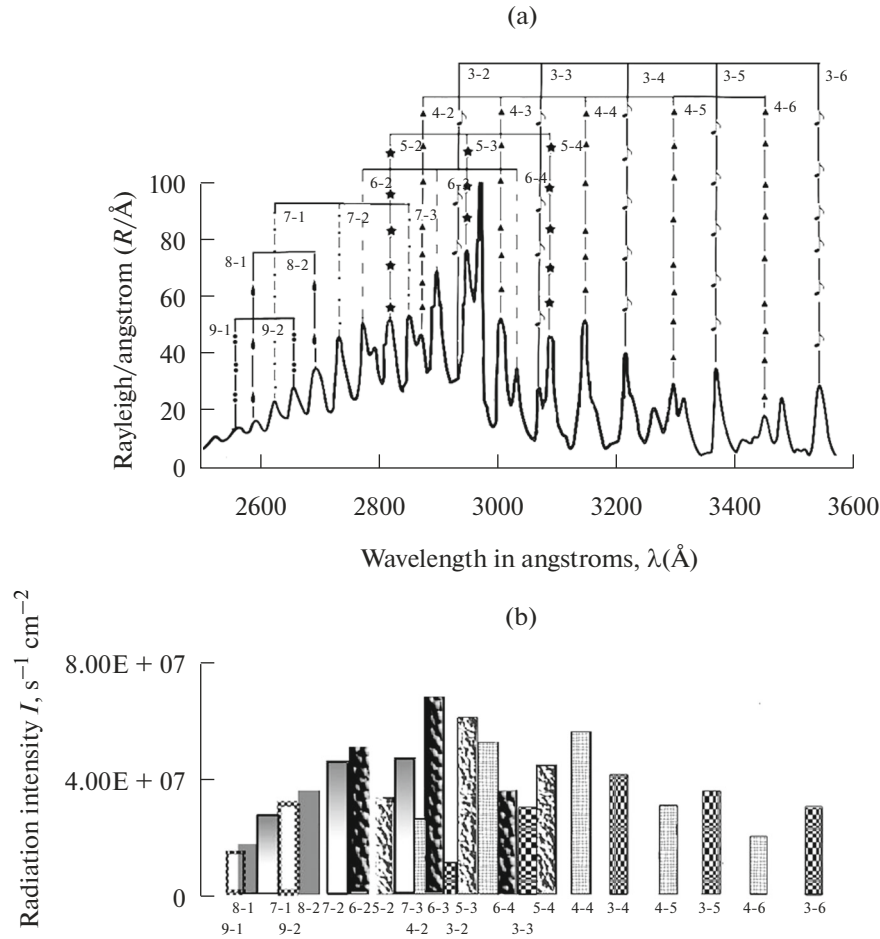 (a)
3-2 3-3 3-4 3-5 3-6
4-2 4-3 4-4 4-5 4-6
5-2 5-3 5-4
6-2 6-3 6-4
7-1 7-2 7-3
8-1 8-2
9-1 9-2
Rayleigh/angstrom (R/Å)
100
80
60
40
20
0
2600 2800 3000 3200 3400 3600
Wavelength in angstroms, λ(Å)
(b)
Radiation intensity I, s−1 cm−2
8.00E + 07
4.00E + 07
0
8-1 7-1 8-2 7-2 6-2 5-2 7-3 6-3 5-3 6-4 5-4 4-4 3-4 4-5 3-5 4-6 3-6
9-1 9-2 4-2 3-2 3-3